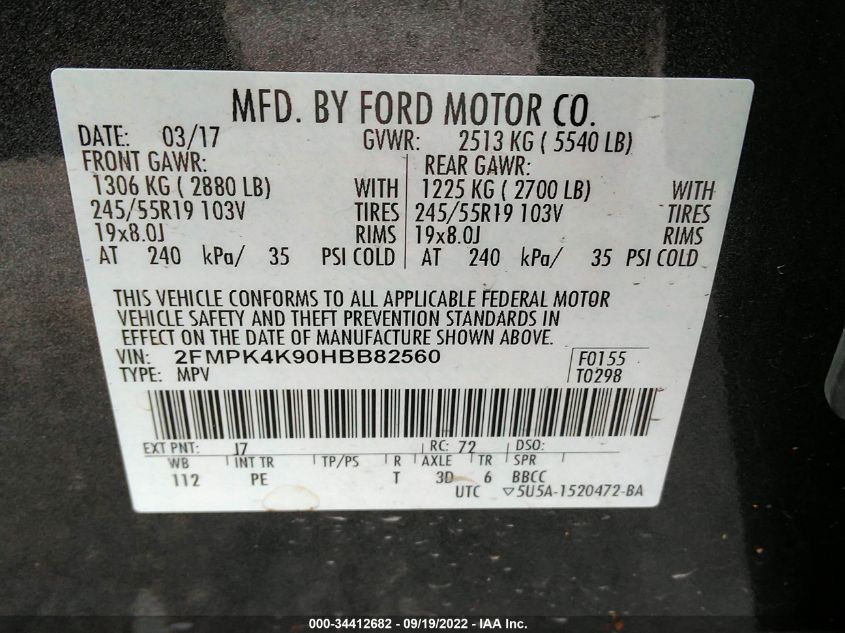 MFD. BY FORD MOTOR CO.
DATE: 03/17 GVWR: 2513 KG ( 5540 LB)
FRONT GAWR: REAR GAWR:
1306 KG ( 2880 LB) WITH 1225 KG ( 2700 LB) WITH
245/55R19 103V TIRES 245/55R19 103V TIRES
19x8.0J RIMS 19x8.0J RIMS
AT 240 kPa/ 35 PSI COLD AT 240 kPa/ 35 PSI COLD
THIS VEHICLE CONFORMS TO ALL APPLICABLE FEDERAL MOTOR
VEHICLE SAFETY AND THEFT PREVENTION STANDARDS IN
EFFECT ON THE DATE OF MANUFACTURE SHOWN ABOVE.
VIN: 2FMPK4K90HBB82560 F0155
TYPE: MPV T0298
EXT PNT: J7 RC: 72 DSO:
WB INT TR TP/PS R AXLE TR SPR
112 PE T 3D 6 BBCC
UTC ▽5U5A-1520472-BA
000-34412682 - 09/19/2022 - IAA Inc.